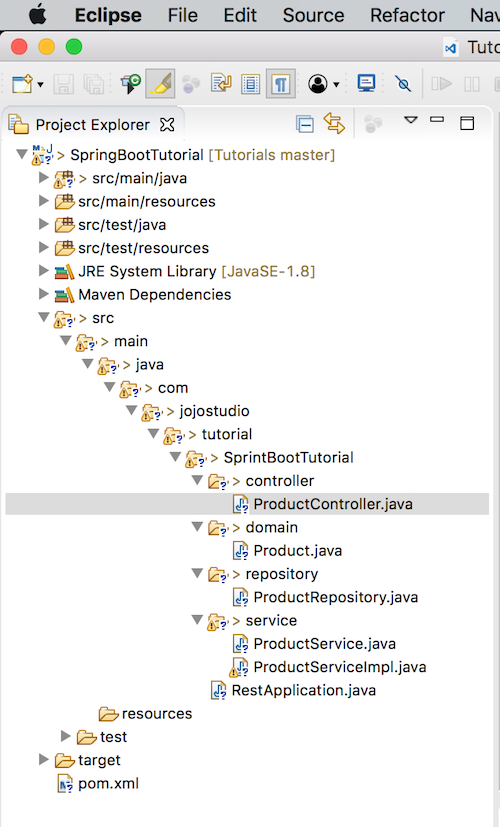 Eclipse File Edit Source Refactor Nav
Tuto
Project Explorer
> SpringBootTutorial [Tutorials master]
> src/main/java
src/main/resources
src/test/java
src/test/resources
JRE System Library [JavaSE-1.8]
Maven Dependencies
> src
> main
> java
> com
> jojostudio
> tutorial
> SprintBootTutorial
> controller
ProductController.java
> domain
Product.java
> repository
ProductRepository.java
> service
ProductService.java
ProductServiceImpl.java
RestApplication.java
resources
test
target
pom.xml